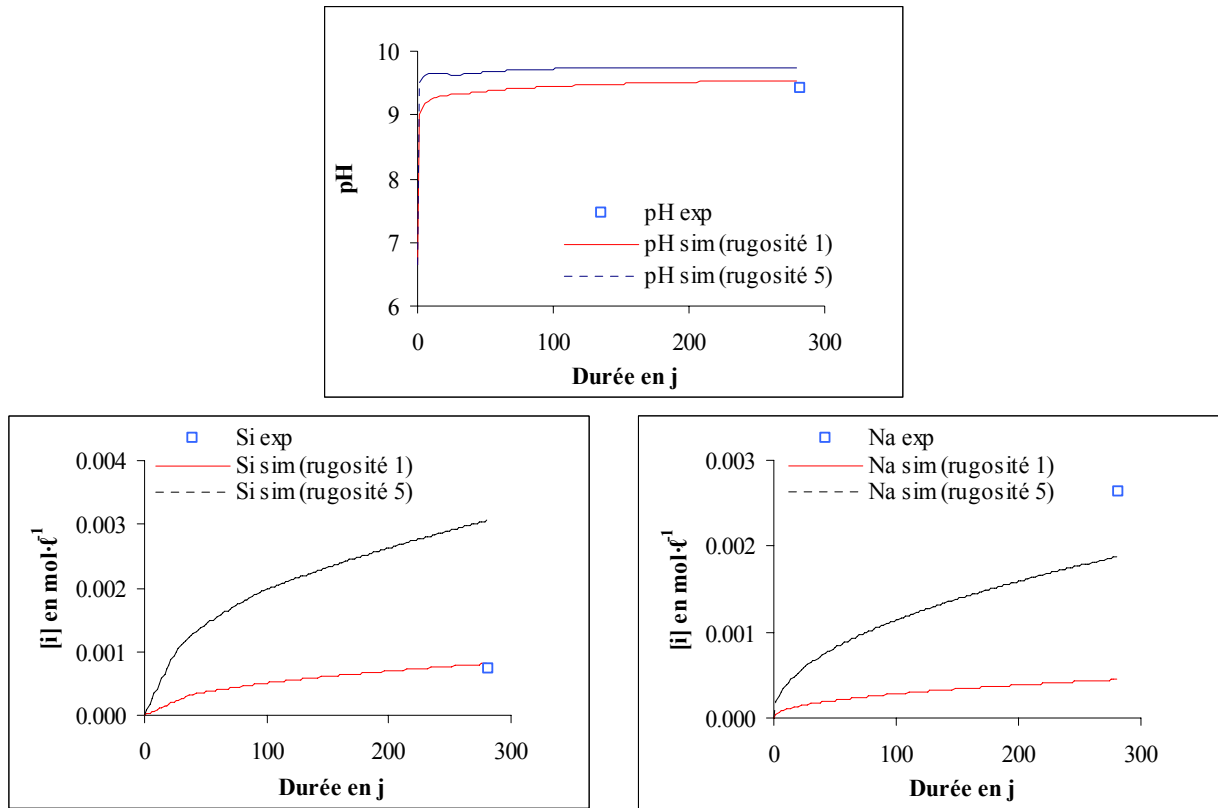 10
9
8
7
6
pH
pH exp
pH sim (rugosité 1)
pH sim (rugosité 5)
0
100
200
300
Durée en j
Si exp
Si sim (rugosité 1)
Si sim (rugosité 5)
0.004
0.003
0.002
0.001
0.000
[i] en mol·ℓ⁻¹
0
100
200
300
Durée en j
Na exp
Na sim (rugosité 1)
Na sim (rugosité 5)
0.003
0.002
0.001
0.000
[i] en mol·ℓ⁻¹
0
100
200
300
Durée en j